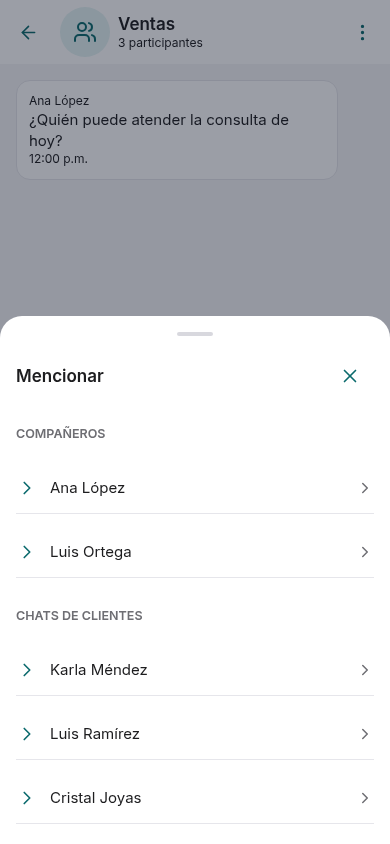 Ventas
3 participantes
Ana López
¿Quién puede atender la consulta de
hoy?
12:00 p.m.
Mencionar
COMPAÑEROS
Ana López
Luis Ortega
CHATS DE CLIENTES
Karla Méndez
Luis Ramírez
Cristal Joyas